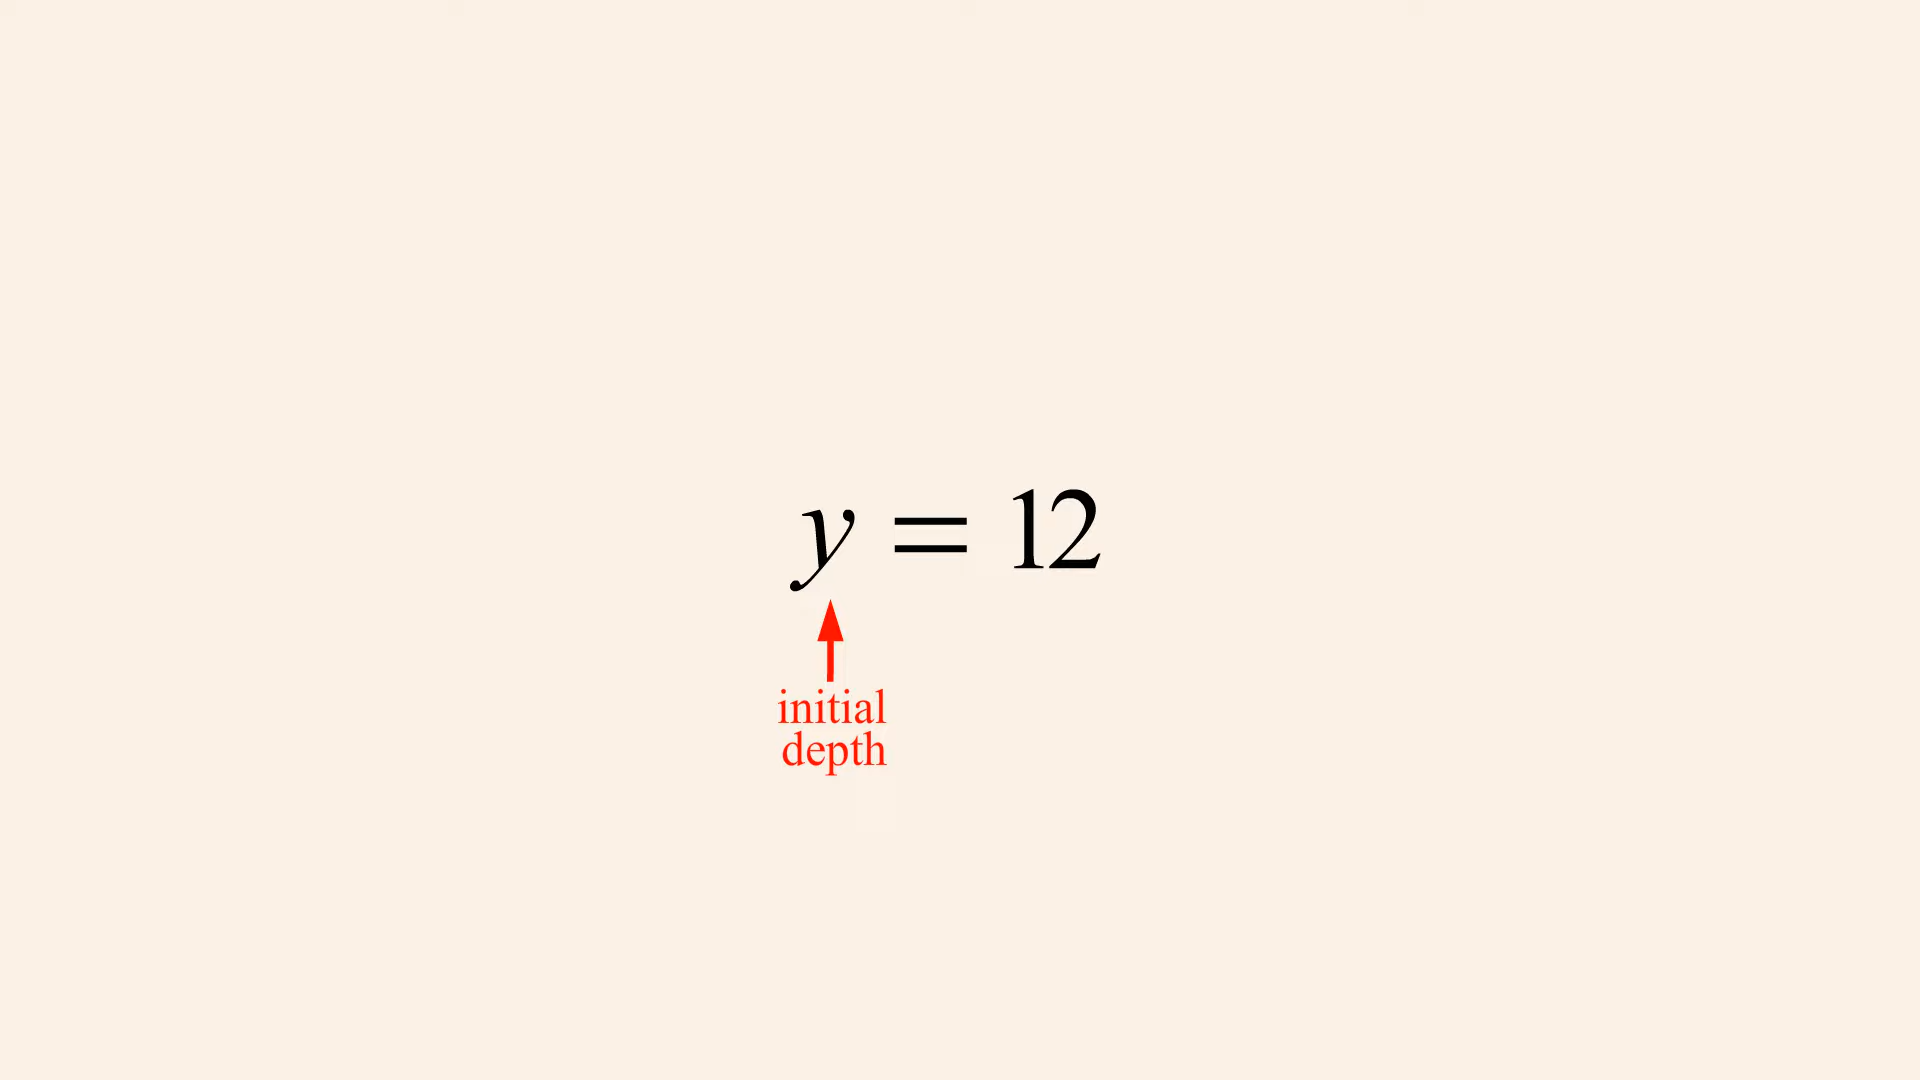 y = 12
initial
depth